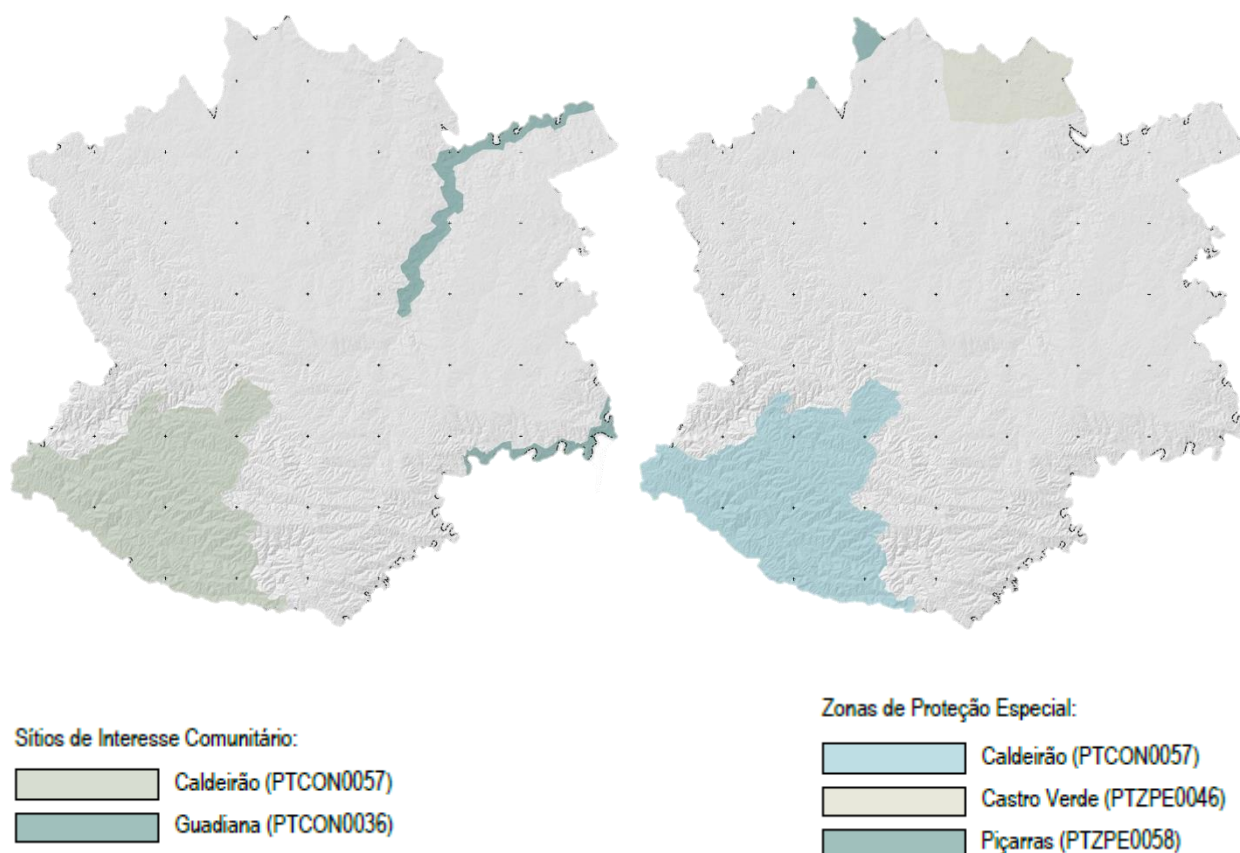 Sítios de Interesse Comunitário:
Caldeirão (PTCON0057)
Guadiana (PTCON0036)
Zonas de Proteção Especial:
Caldeirão (PTCON0057)
Castro Verde (PTZPE0046)
Piçarras (PTZPE0058)